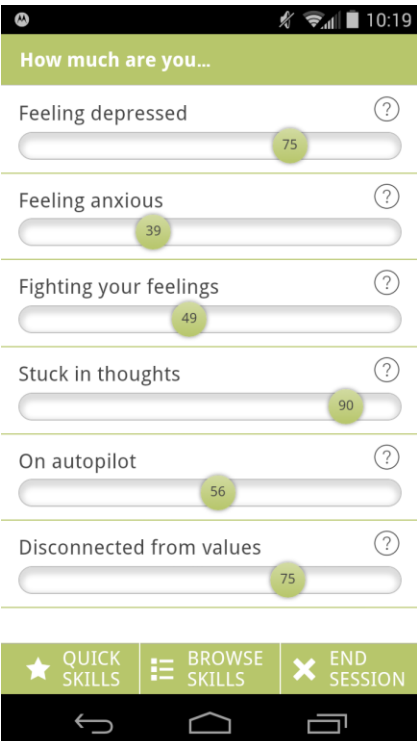 10:19
How much are you...
Feeling depressed
?
75
Feeling anxious
?
39
Fighting your feelings
?
49
Stuck in thoughts
?
90
On autopilot
?
56
Disconnected from values
?
75
QUICK
SKILLS
BROWSE
SKILLS
END
SESSION